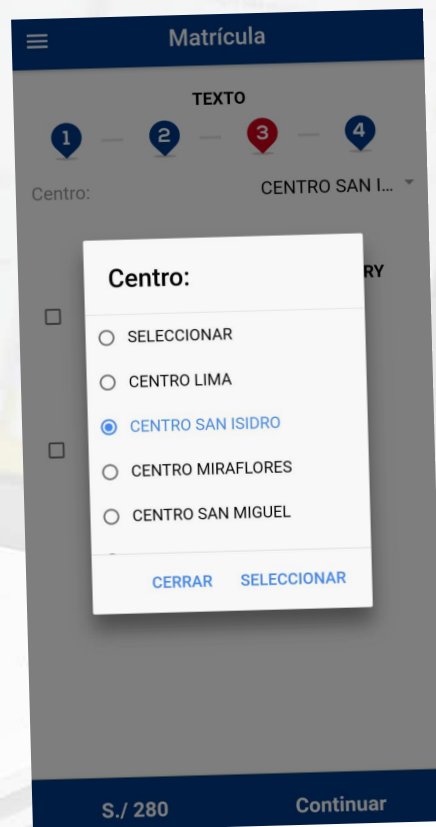 Matrícula
TEXTO
1 2 3 4
Centro:
CENTRO SAN I...
RY
Centro:
SELECCIONAR
CENTRO LIMA
CENTRO SAN ISIDRO
CENTRO MIRAFLORES
CENTRO SAN MIGUEL
CERRAR SELECCIONAR
S./ 280 Continuar